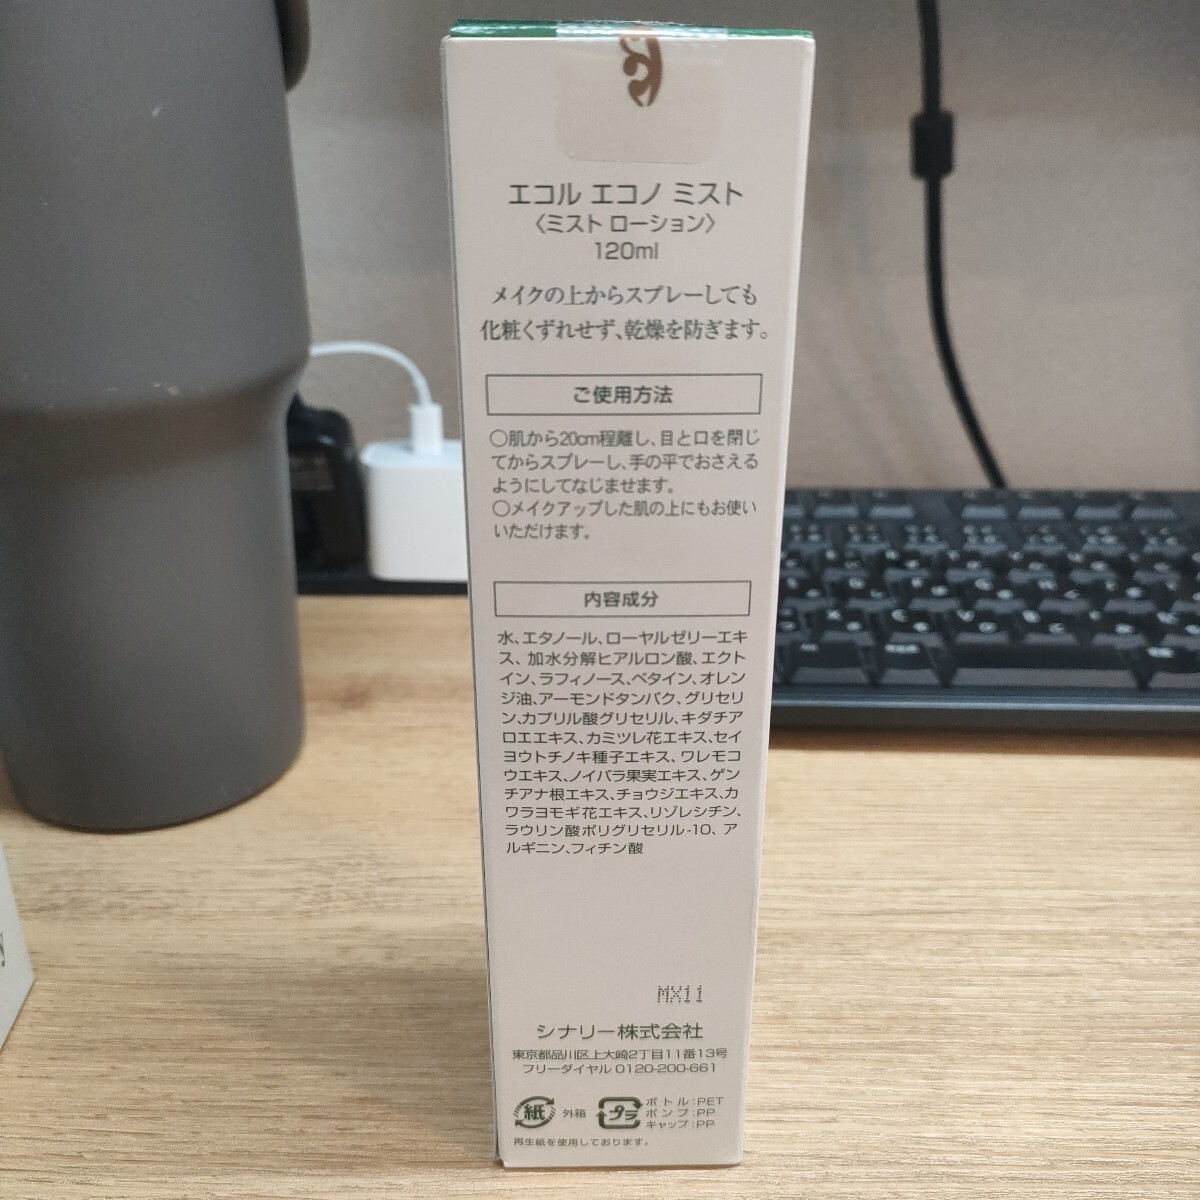 エコル エコノ ミスト
〈ミスト ローション〉
120ml
メイクの上からスプレーしても
化粧くずれせず、乾燥を防ぎます。
ご使用方法
○肌から20cm程離し、目と口を閉じ
てからスプレーし、手の平でおさえる
ようにしてなじませます。
○メイクアップした肌の上にもお使い
いただけます。
内容成分
水、エタノール、ローヤルゼリーエキ
ス、加水分解ヒアルロン酸、エクト
イン、ラフィノース、ベタイン、オレン
ジ油、アーモンドタンパク、グリセリ
ン、カプリル酸グリセリル、キダチア
ロエエキス、カミツレ花エキス、セイ
ヨウトチノキ種子エキス、ワレモコ
ウエキス、ノイバラ果実エキス、ゲン
チアナ根エキス、チョウジエキス、カ
ワラヨモギ花エキス、リゾレシチン、
ラウリン酸ポリグリセリル-10、ア
ルギニン、フィチン酸
MX11
シナリー株式会社
東京都品川区上大崎2丁目11番13号
フリーダイヤル 0120-200-661
紙 外箱 プラ ボトル:PET
ポンプ:PP
キャップ:PP
再生紙を使用しております。